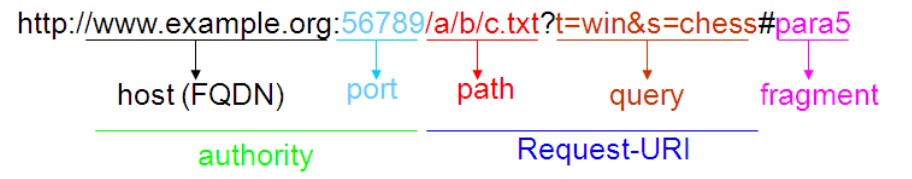 http://www.example.org:56789/a/b/c.txt?t=win&s=chess#para5
host (FQDN) port path query fragment
authority Request-URI